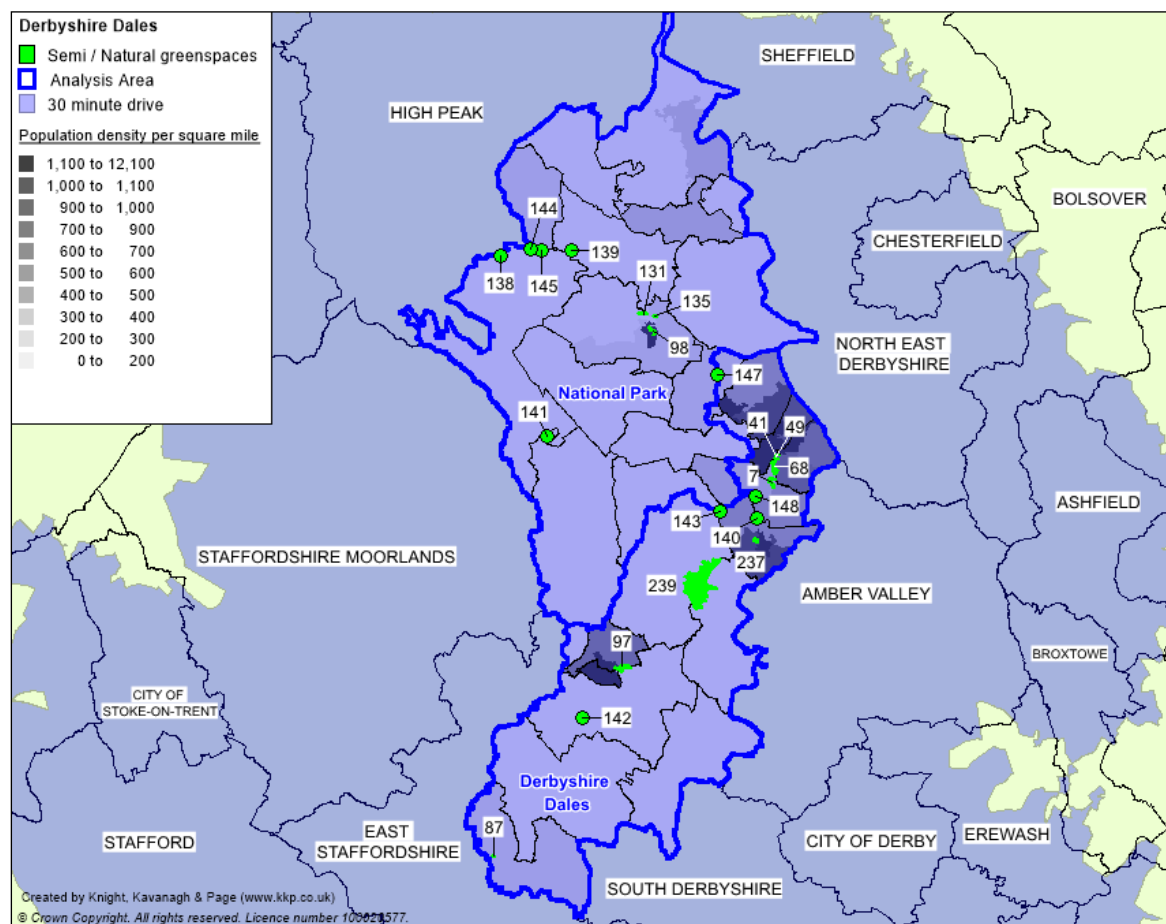 Derbyshire Dales
Semi / Natural greenspaces
Analysis Area
30 minute drive
Population density per square mile
1,100 to 12,100
1,000 to 1,100
900 to 1,000
700 to 900
600 to 700
500 to 600
400 to 500
300 to 400
200 to 300
0 to 200
SHEFFIELD
HIGH PEAK
BOLSOVER
CHESTERFIELD
144
139
138
145
131
135
98
NORTH EAST
DERBYSHIRE
147
National Park
141
41
49
68
7
148
143
140
237
ASHFIELD
STAFFORDSHIRE MOORLANDS
239
AMBER VALLEY
97
BROXTOWE
CITY OF
STOKE-ON-TRENT
142
Derbyshire
Dales
87
STAFFORD
EAST
STAFFORDSHIRE
CITY OF DERBY
EREWASH
SOUTH DERBYSHIRE
Created by Knight, Kavanagh & Page (www.kkp.co.uk)
© Crown Copyright. All rights reserved. Licence number 100021577.